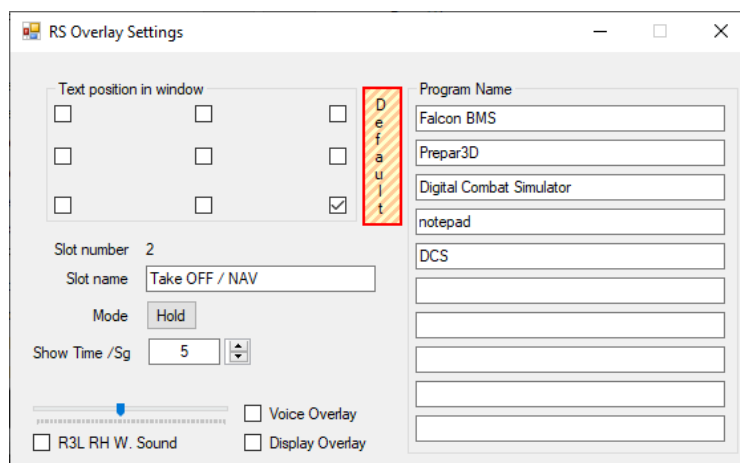 RS Overlay Settings
Text position in window
Default
Program Name
Falcon BMS
Prepar3D
Digital Combat Simulator
notepad
DCS
Slot number 2
Slot name Take OFF / NAV
Mode Hold
Show Time /Sg 5
Voice Overlay
R3L RH W. Sound
Display Overlay